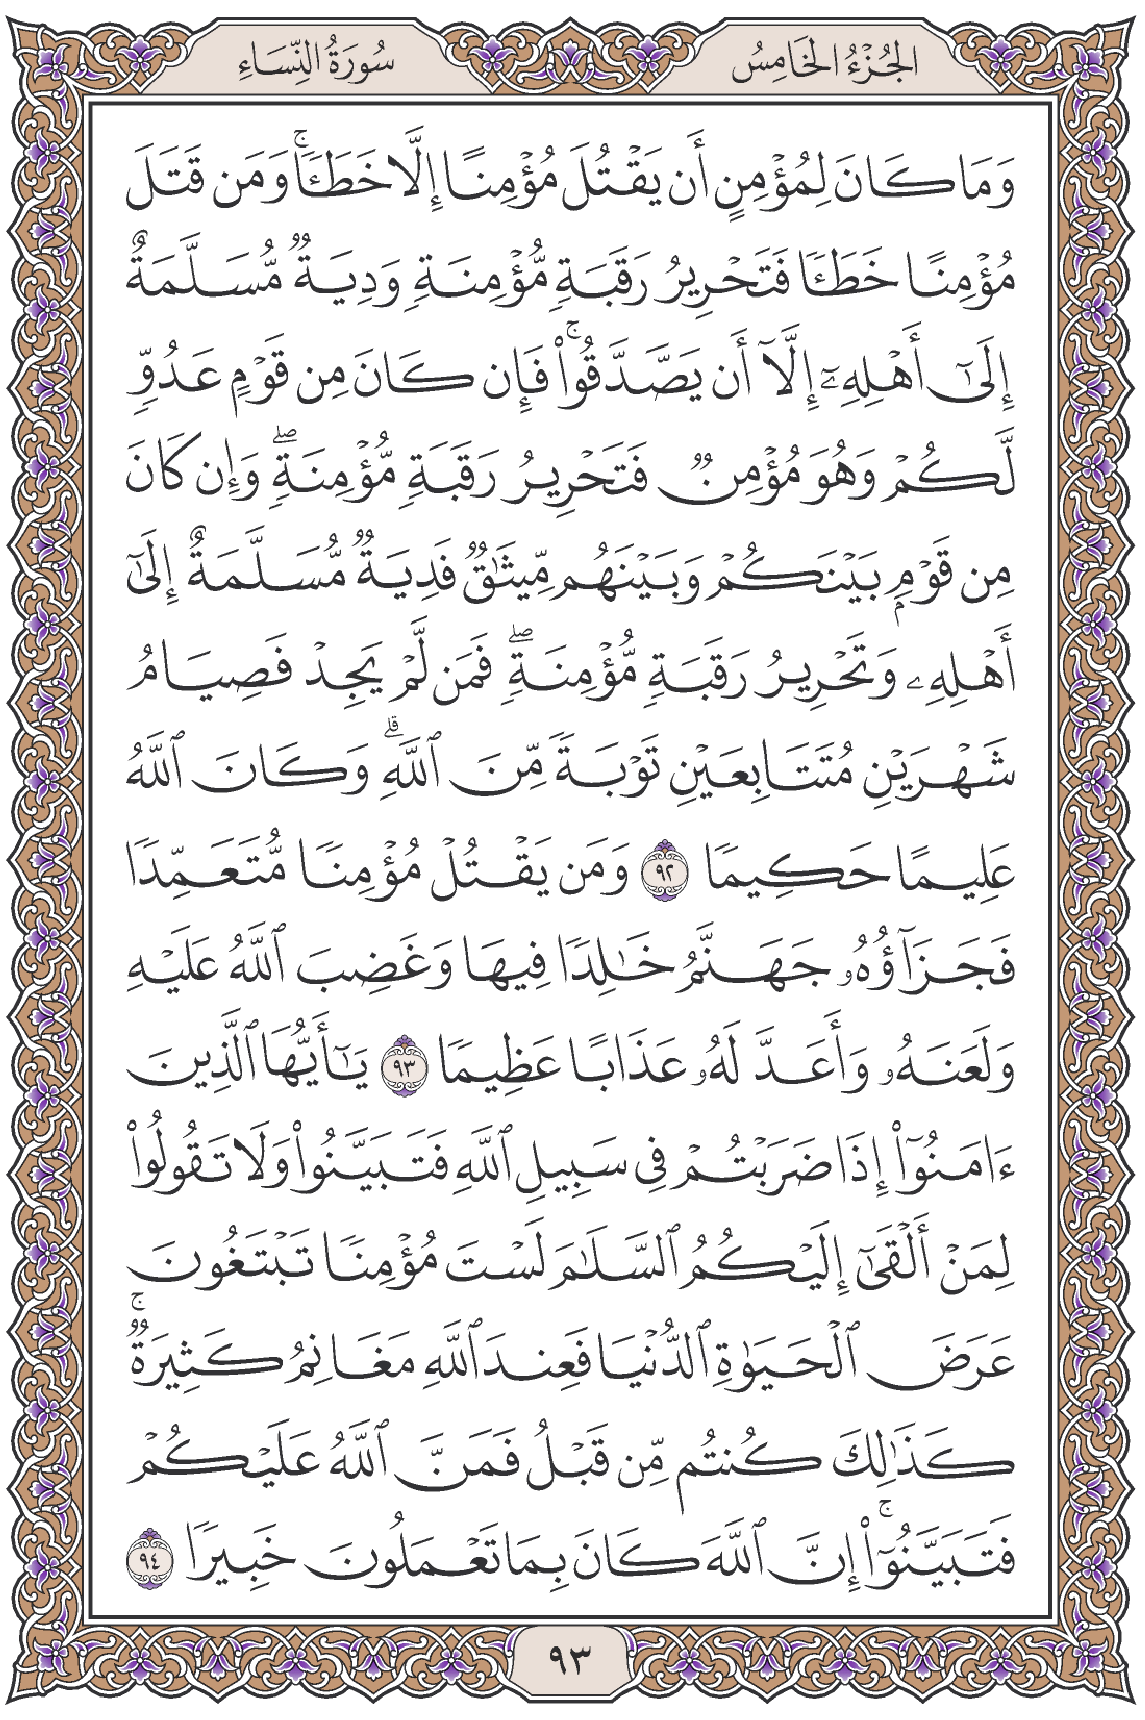 الجُزْءُ الخَامِسُ
سُورَةُ النِّسَاءِ
وَمَا كَانَ لِمُؤْمِنٍ أَن يَقْتُلَ مُؤْمِنًا إِلَّا خَطَـًٔا ۚ وَمَن قَتَلَ
مُؤْمِنًا خَطَـًٔا فَتَحْرِيرُ رَقَبَةٍ مُّؤْمِنَةٍ وَدِيَةٌ مُّسَلَّمَةٌ
إِلَىٰٓ أَهْلِهِۦٓ إِلَّآ أَن يَصَّدَّقُوا۟ ۚ فَإِن كَانَ مِن قَوْمٍ عَدُوٍّ
لَّكُمْ وَهُوَ مُؤْمِنٌ فَتَحْرِيرُ رَقَبَةٍ مُّؤْمِنَةٍ ۖ وَإِن كَانَ
مِن قَوْمٍۭ بَيْنَكُمْ وَبَيْنَهُم مِّيثَـٰقٌ فَدِيَةٌ مُّسَلَّمَةٌ إِلَىٰٓ
أَهْلِهِۦ وَتَحْرِيرُ رَقَبَةٍ مُّؤْمِنَةٍ ۖ فَمَن لَّمْ يَجِدْ فَصِيَامُ
شَهْرَيْنِ مُتَتَابِعَيْنِ تَوْبَةً مِّنَ ٱللَّهِ ۗ وَكَانَ ٱللَّهُ
عَلِيمًا حَكِيمًا ٩٢ وَمَن يَقْتُلْ مُؤْمِنًا مُّتَعَمِّدًا
فَجَزَآؤُهُۥ جَهَنَّمُ خَـٰلِدًا فِيهَا وَغَضِبَ ٱللَّهُ عَلَيْهِ
وَلَعَنَهُۥ وَأَعَدَّ لَهُۥ عَذَابًا عَظِيمًا ٩٣ يَـٰٓأَيُّهَا ٱلَّذِينَ
ءَامَنُوٓا۟ إِذَا ضَرَبْتُمْ فِى سَبِيلِ ٱللَّهِ فَتَبَيَّنُوا۟ وَلَا تَقُولُوا۟
لِمَنْ أَلْقَىٰٓ إِلَيْكُمُ ٱلسَّلَـٰمَ لَسْتَ مُؤْمِنًا تَبْتَغُونَ
عَرَضَ ٱلْحَيَوٰةِ ٱلدُّنْيَا فَعِندَ ٱللَّهِ مَغَانِمُ كَثِيرَةٌ ۚ
كَذَٰلِكَ كُنتُم مِّن قَبْلُ فَمَنَّ ٱللَّهُ عَلَيْكُمْ
فَتَبَيَّنُوٓا۟ ۚ إِنَّ ٱللَّهَ كَانَ بِمَا تَعْمَلُونَ خَبِيرًا ٩٤
٩٣